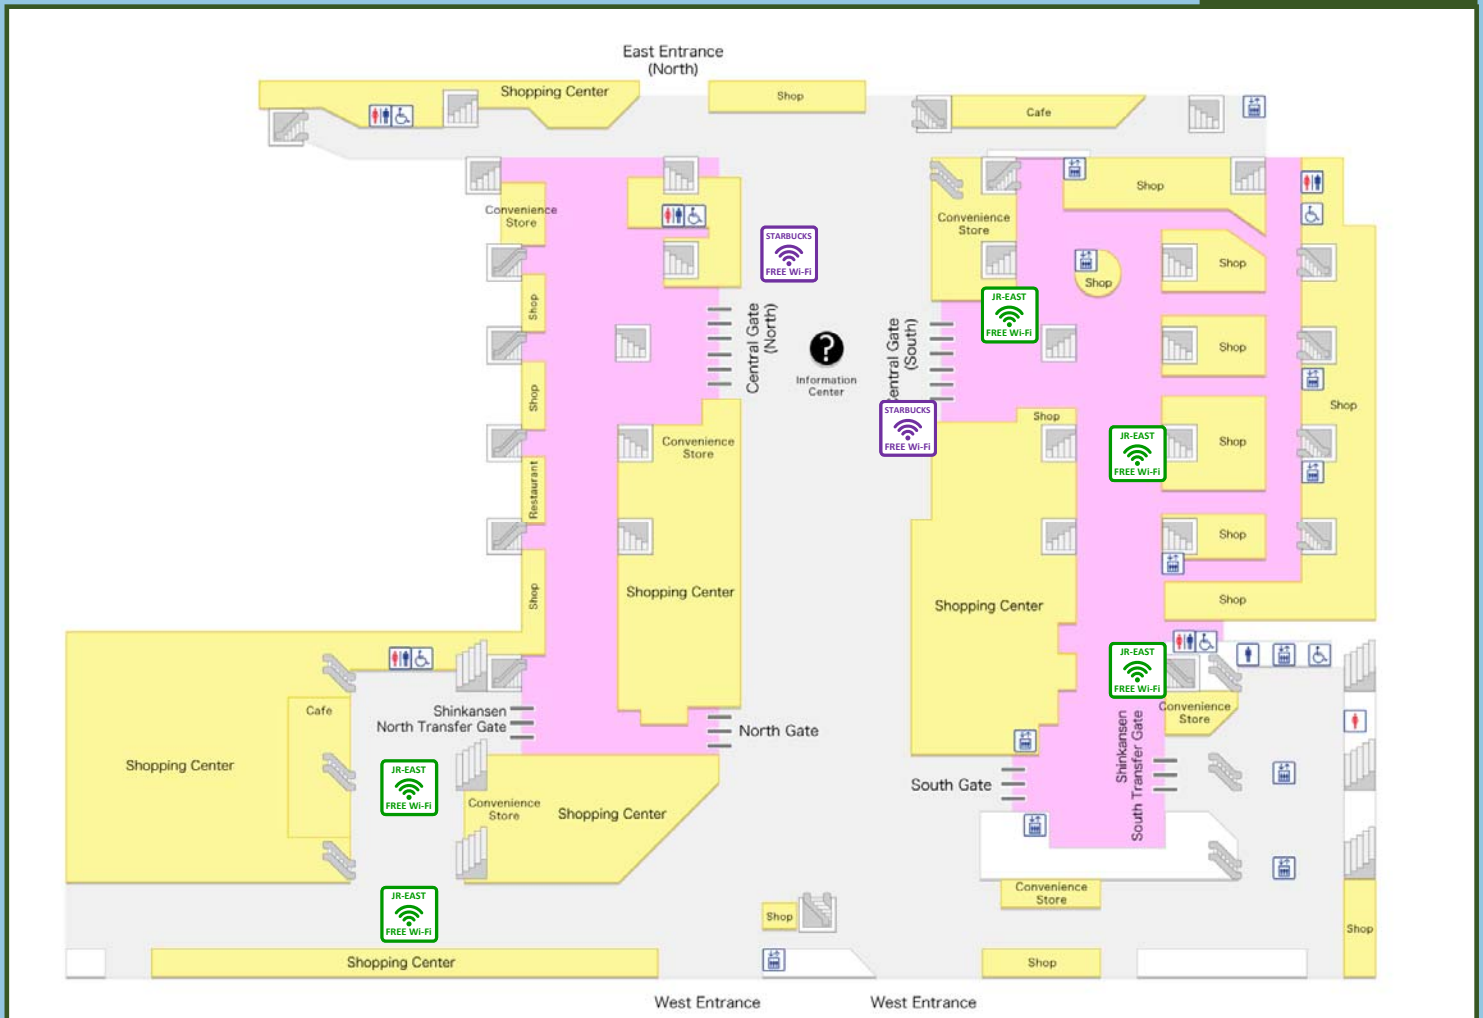 East Entrance
(North)
Shopping Center
Shop
Cafe
Convenience
Store
STARBUCKS
FREE Wi-Fi
Convenience
Store
Shop
Shop
Shop
JR-EAST
FREE Wi-Fi
Shop
Central Gate
(North)
?
Information
Center
Central Gate
(South)
Shop
Shop
STARBUCKS
FREE Wi-Fi
Shop
Shop
Convenience
Store
JR-EAST
FREE Wi-Fi
Shop
Restaurant
Shop
Shop
Shopping Center
Shopping Center
Shop
JR-EAST
FREE Wi-Fi
Cafe
Shinkansen
North Transfer Gate
North Gate
Convenience
Store
Shopping Center
JR-EAST
FREE Wi-Fi
Convenience
Store
Shopping Center
South Gate
Shinkansen
South Transfer Gate
JR-EAST
FREE Wi-Fi
Shop
Convenience
Store
Shop
Shopping Center
Shop
West Entrance
West Entrance